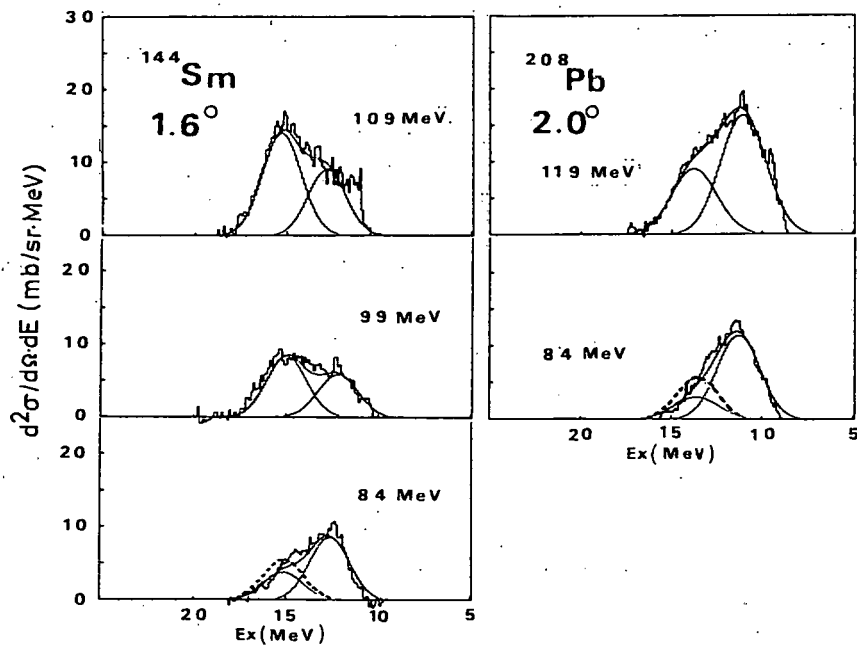 d²σ/dΩ·dE (mb/sr·MeV)
30
20
10
0
¹⁴⁴Sm
1.6°
109 MeV.
20
10
0
99 MeV
20
10
0
84 MeV
20 15 10 5
Ex(MeV)
²⁰⁸Pb
2.0°
119 MeV
84 MeV
20 15 10 5
Ex(MeV)